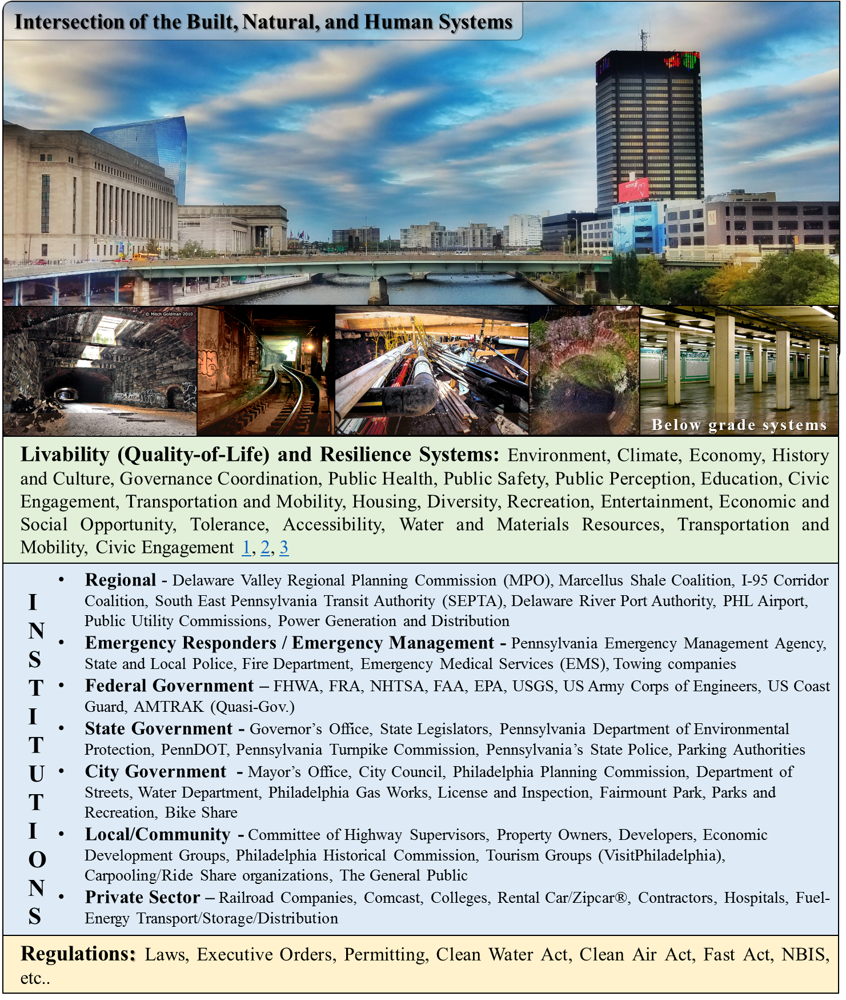 Intersection of the Built, Natural, and Human Systems
M
© Mitch Goldman 2010
Below grade systems
Livability (Quality-of-Life) and Resilience Systems: Environment, Climate, Economy, History
and Culture, Governance Coordination, Public Health, Public Safety, Public Perception, Education, Civic
Engagement, Transportation and Mobility, Housing, Diversity, Recreation, Entertainment, Economic and
Social Opportunity, Tolerance, Accessibility, Water and Materials Resources, Transportation and
Mobility, Civic Engagement 1, 2, 3
INSTITUTIONS
• Regional - Delaware Valley Regional Planning Commission (MPO), Marcellus Shale Coalition, I-95 Corridor
Coalition, South East Pennsylvania Transit Authority (SEPTA), Delaware River Port Authority, PHL Airport,
Public Utility Commissions, Power Generation and Distribution
• Emergency Responders / Emergency Management - Pennsylvania Emergency Management Agency,
State and Local Police, Fire Department, Emergency Medical Services (EMS), Towing companies
• Federal Government – FHWA, FRA, NHTSA, FAA, EPA, USGS, US Army Corps of Engineers, US Coast
Guard, AMTRAK (Quasi-Gov.)
• State Government - Governor’s Office, State Legislators, Pennsylvania Department of Environmental
Protection, PennDOT, Pennsylvania Turnpike Commission, Pennsylvania’s State Police, Parking Authorities
• City Government - Mayor’s Office, City Council, Philadelphia Planning Commission, Department of
Streets, Water Department, Philadelphia Gas Works, License and Inspection, Fairmount Park, Parks and
Recreation, Bike Share
• Local/Community - Committee of Highway Supervisors, Property Owners, Developers, Economic
Development Groups, Philadelphia Historical Commission, Tourism Groups (VisitPhiladelphia),
Carpooling/Ride Share organizations, The General Public
• Private Sector – Railroad Companies, Comcast, Colleges, Rental Car/Zipcar®, Contractors, Hospitals, Fuel-
Energy Transport/Storage/Distribution
Regulations: Laws, Executive Orders, Permitting, Clean Water Act, Clean Air Act, Fast Act, NBIS,
etc..